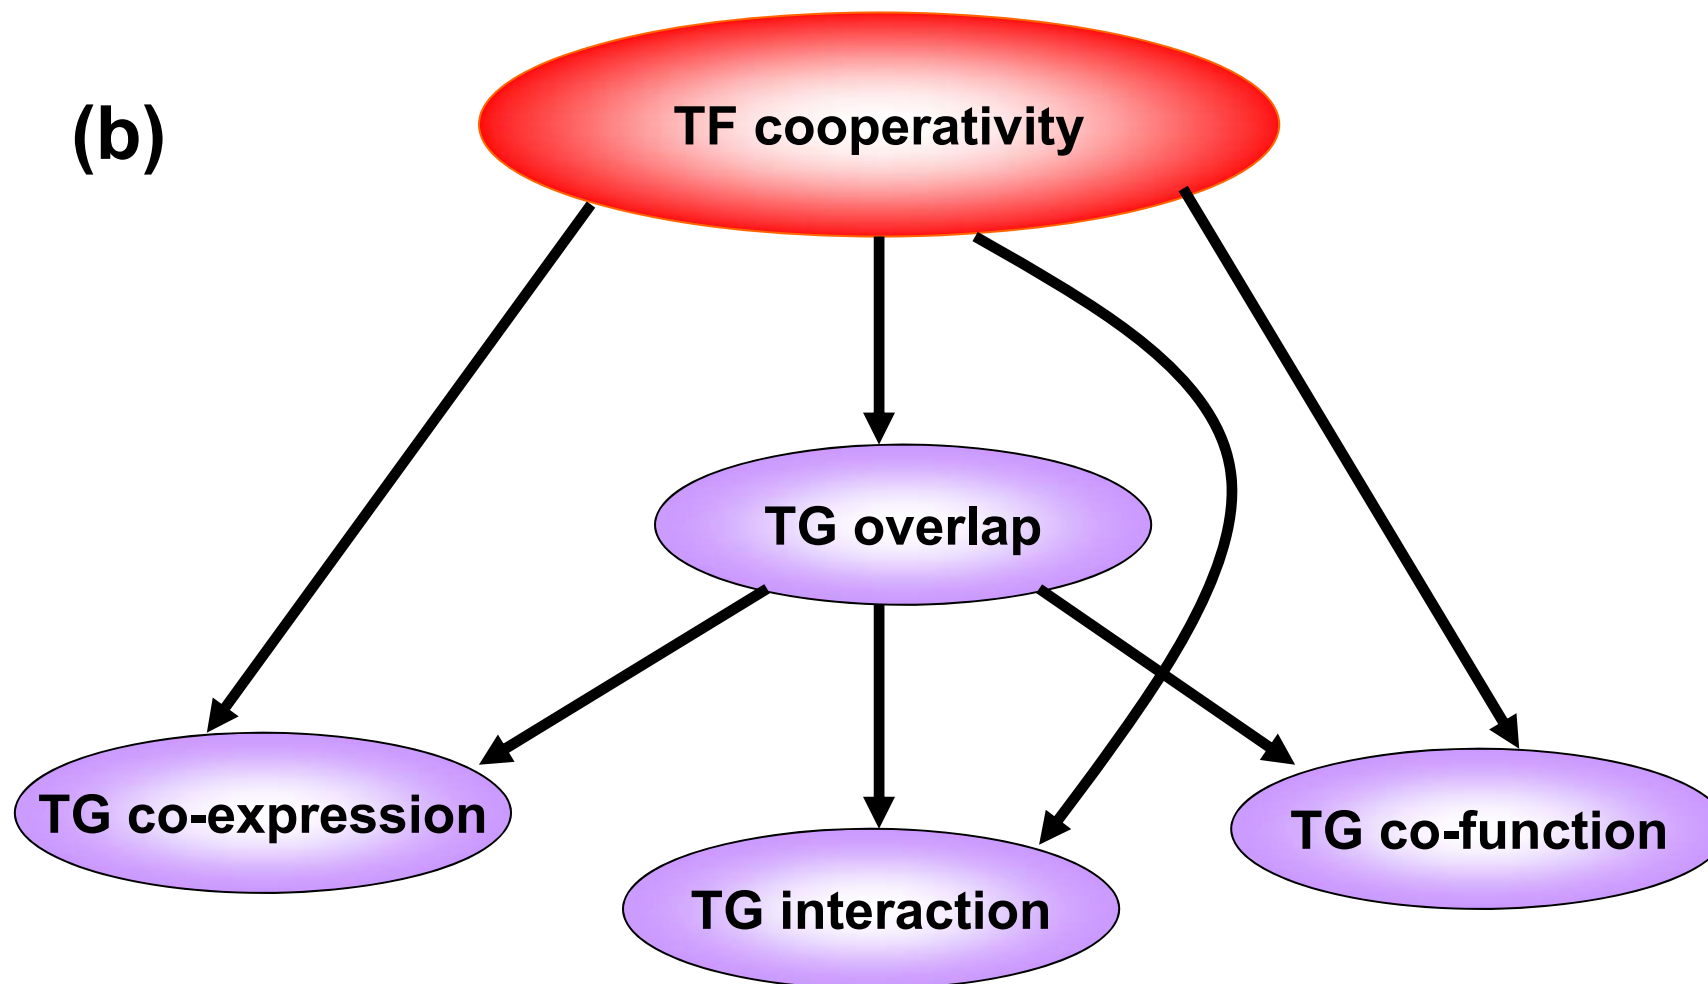 (b)
TF cooperativity
TG overlap
TG co-expression
TG interaction
TG co-function